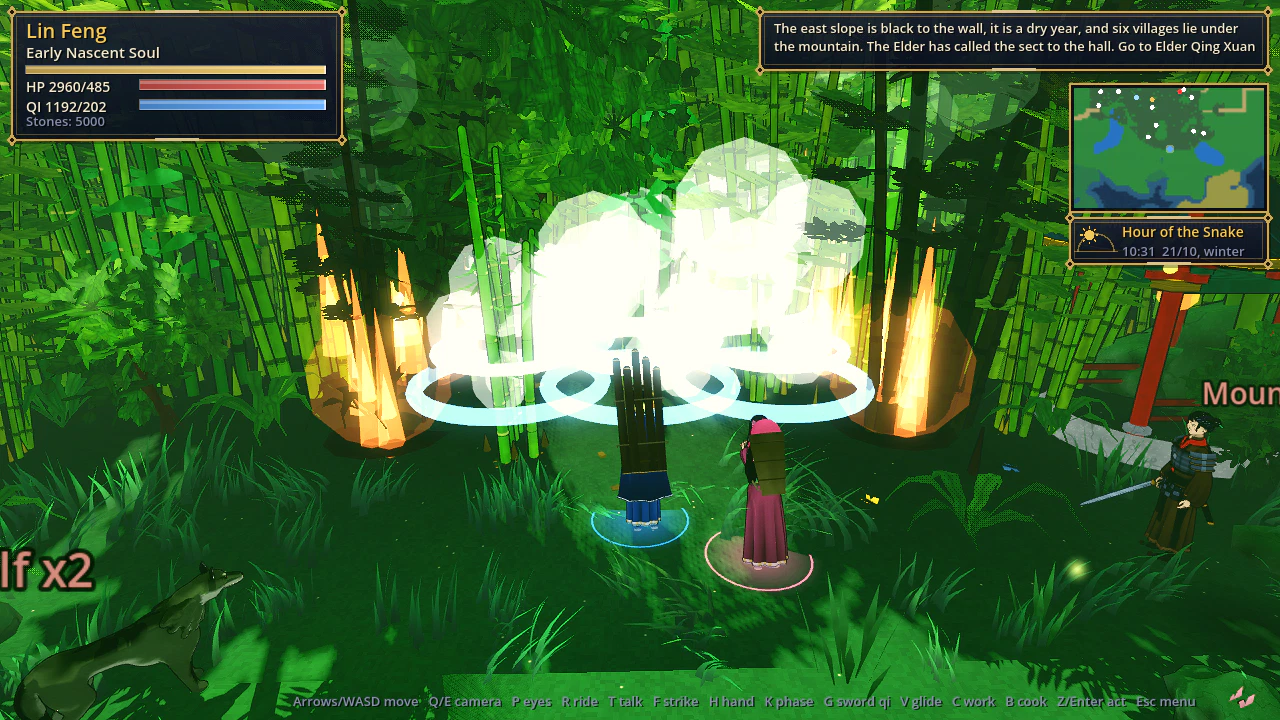 Lin Feng
Early Nascent Soul
HP 2960/485
QI 1192/202
Stones: 5000
The east slope is black to the wall, it is a dry year, and six villages lie under
the mountain. The Elder has called the sect to the hall. Go to Elder Qing Xuan
Hour of the Snake
10:31 21/10, winter
Moun
lf x2
Arrows/WASD move Q/E camera P eyes R ride T talk F strike H hand K phase G sword qi V glide C work B cook Z/Enter act Esc menu